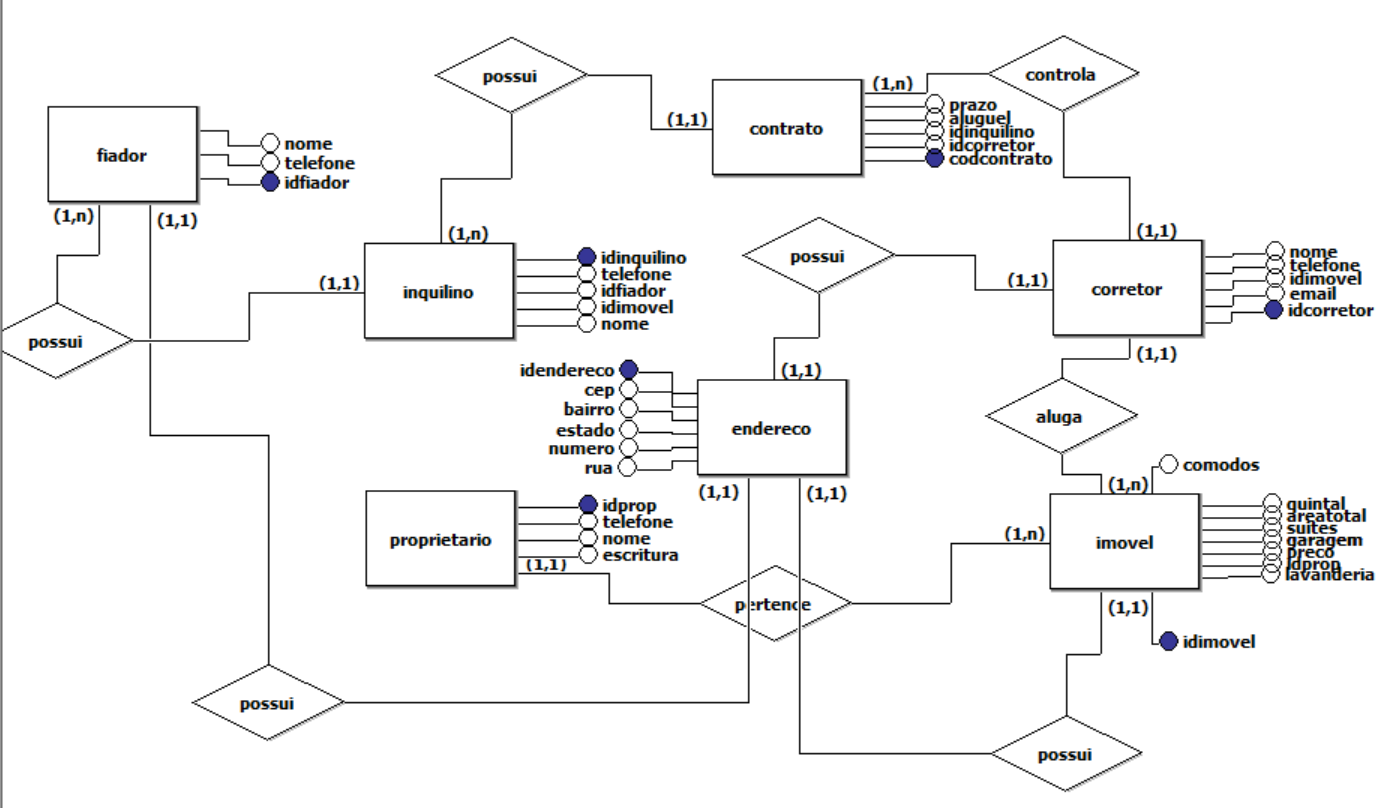 possui
controla
(1,n)
prazo
aluguel
idinquilino
idcorretor
codcontrato
contrato
(1,1)
fiador
nome
telefone
idfiador
(1,n)
(1,1)
(1,n)
(1,1)
inquilino
idinquilino
telefone
idfiador
idimovel
nome
(1,1)
possui
possui
(1,1)
(1,1)
corretor
nome
telefone
idimovel
email
idcorretor
(1,1)
(1,1)
idendereco
cep
bairro
estado
numero
rua
endereco
(1,1)
(1,1)
aluga
comodos
(1,n)
quintal
areatotal
suites
garagem
preco
idprop
lavanderia
imovel
(1,n)
proprietario
idprop
telefone
nome
escritura
(1,1)
pertence
(1,1)
idimovel
possui
possui